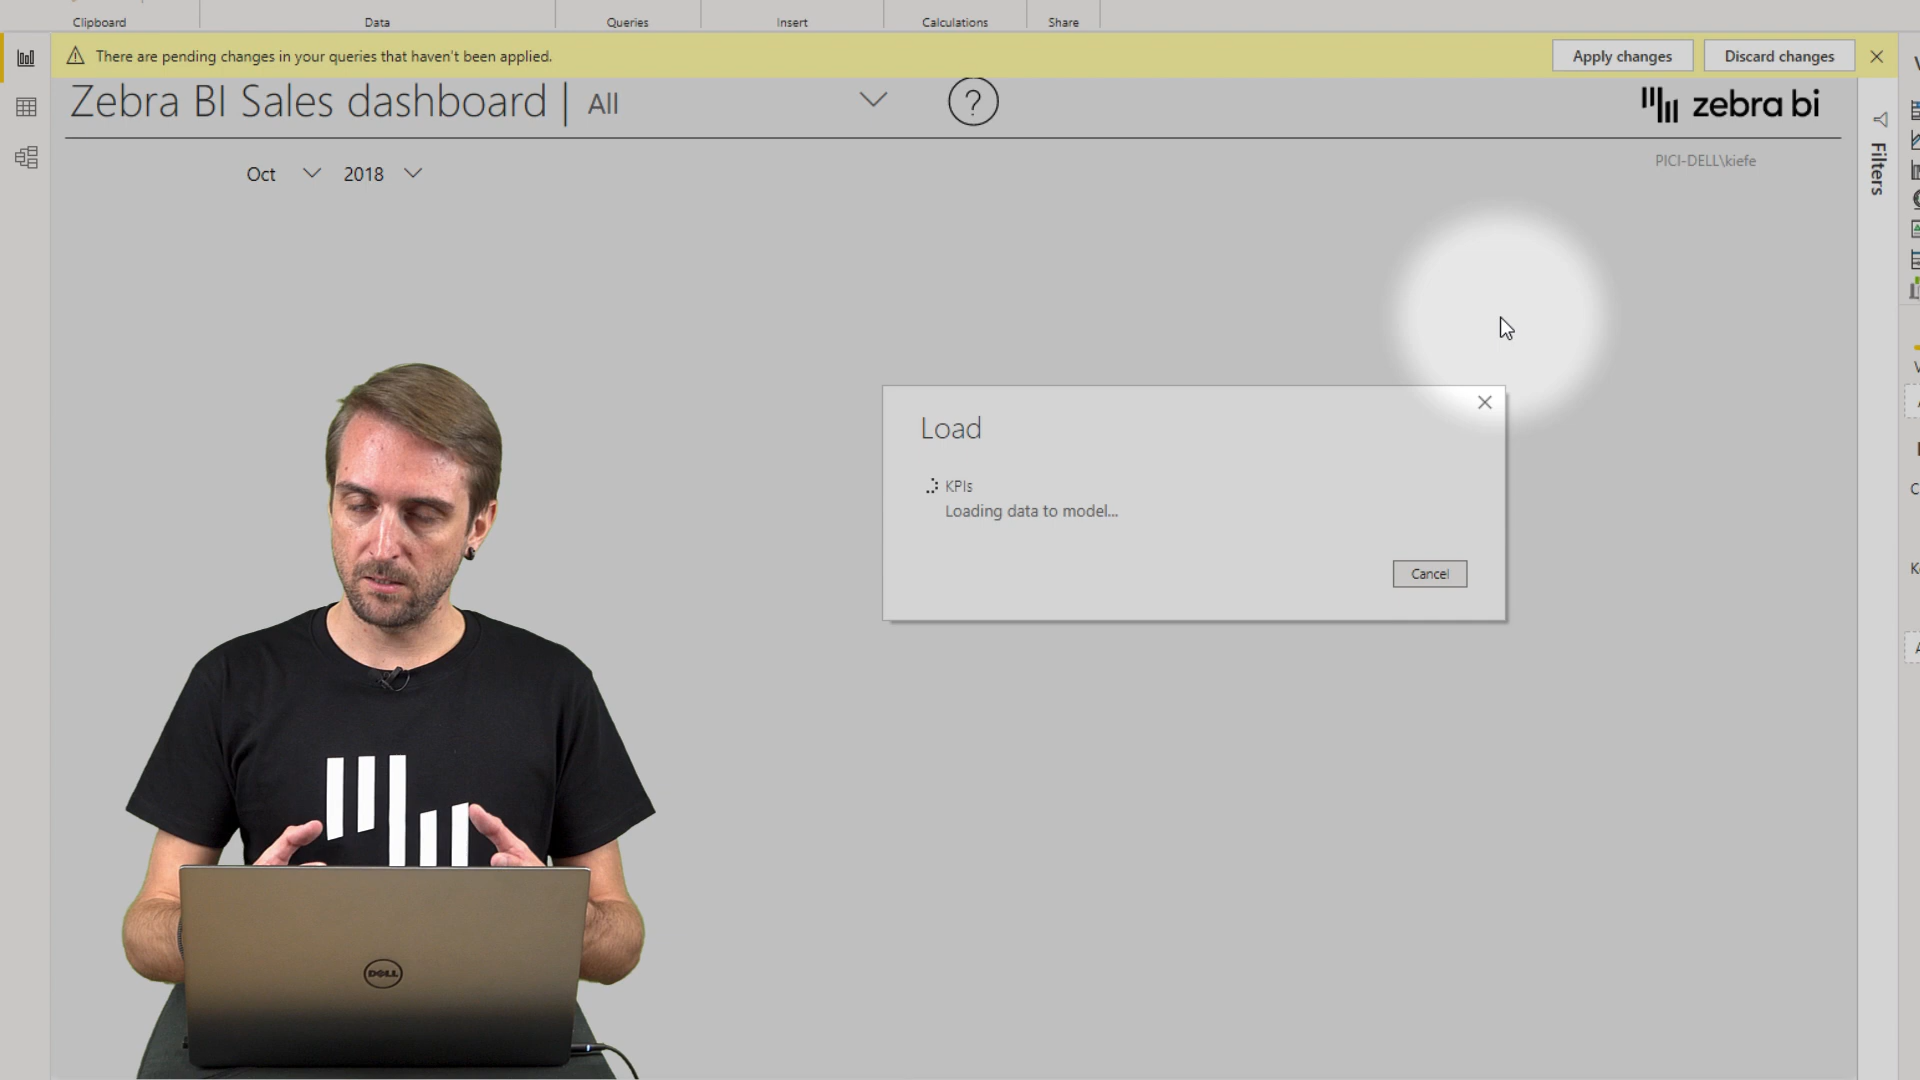 Clipboard
Data
Queries
Insert
Calculations
Share
There are pending changes in your queries that haven't been applied.
Apply changes
Discard changes
Zebra BI Sales dashboard | All
?
zebra bi
Filters
PICI-DELL\kiefe
Oct
2018
Load
KPIs
Loading data to model...
Cancel
DELL